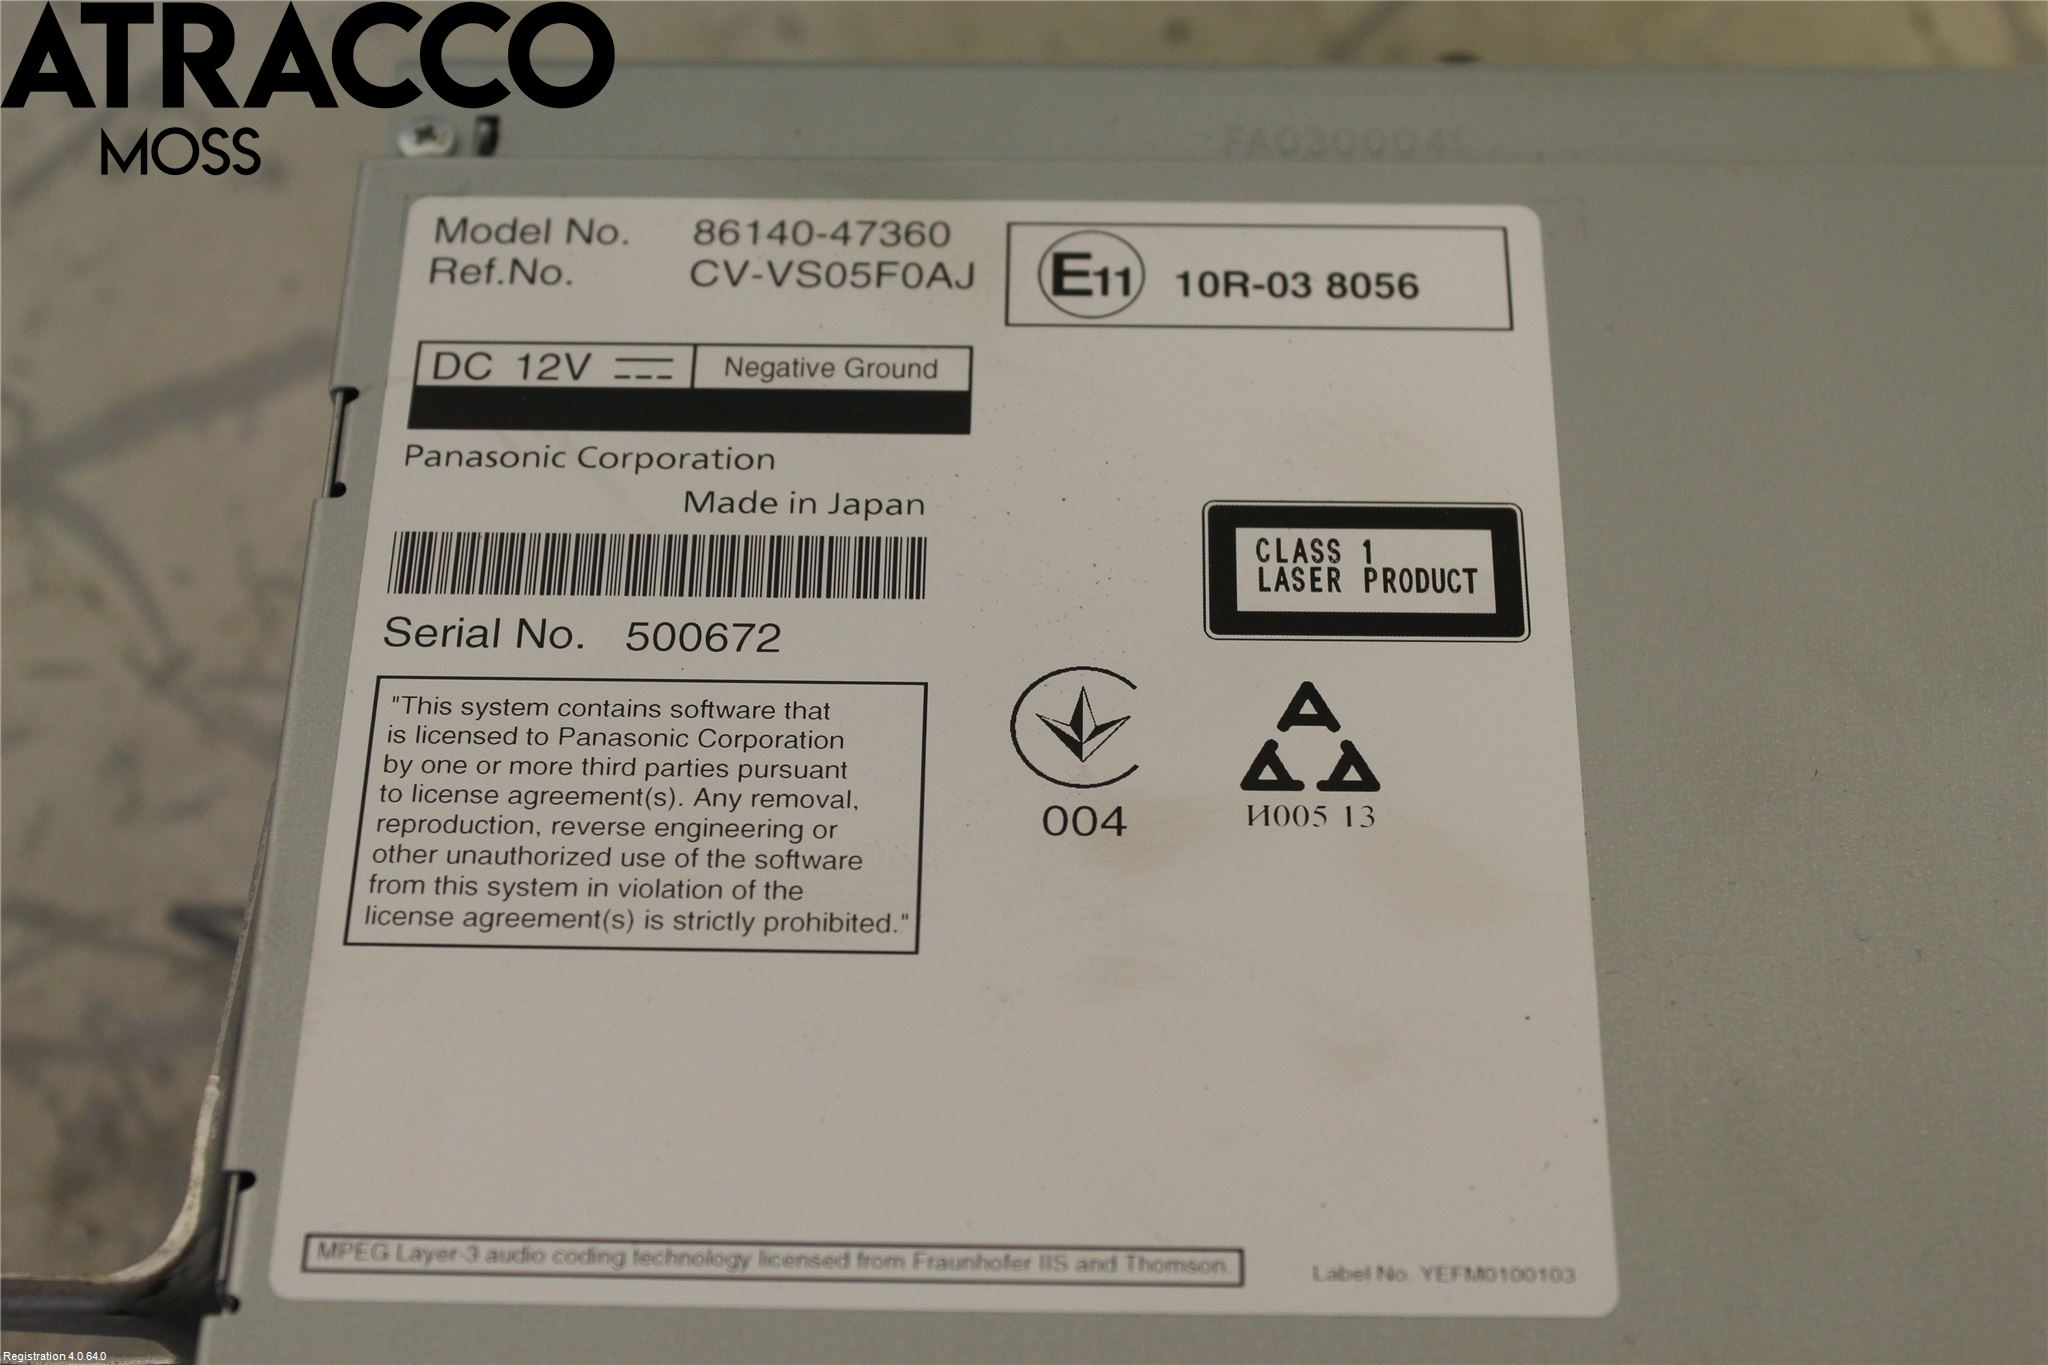 ATRACCO
MOSS
Model No. 86140-47360
Ref.No. CV-VS05F0AJ
E11 10R-03 8056
DC 12V Negative Ground
Panasonic Corporation
Made in Japan
CLASS 1
LASER PRODUCT
Serial No. 500672
"This system contains software that
is licensed to Panasonic Corporation
by one or more third parties pursuant
to license agreement(s). Any removal,
reproduction, reverse engineering or
other unauthorized use of the software
from this system in violation of the
license agreement(s) is strictly prohibited."
004
И005 13
MPEG Layer-3 audio coding technology licensed from Fraunhofer IIS and Thomson.
Label No. YEFM0100103
Registration 4.0.64.0